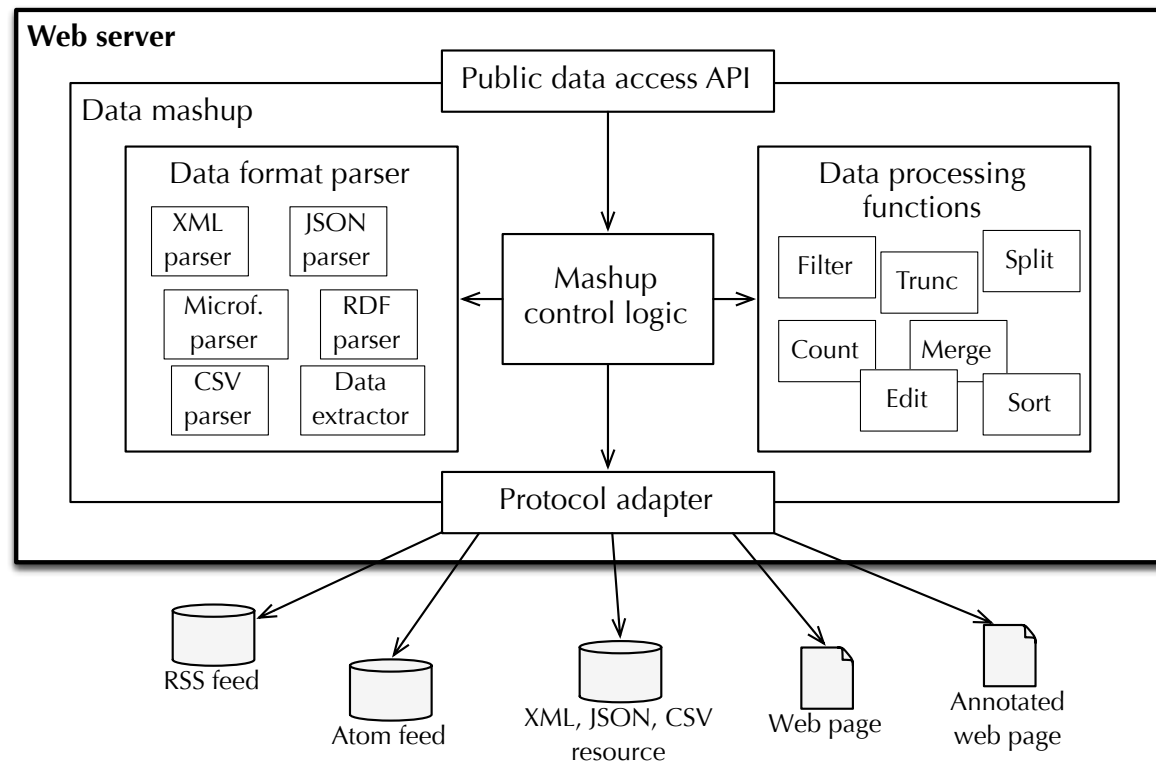 Web server
Public data access API
Data mashup
Data format parser
XML
parser
JSON
parser
Microf.
parser
RDF
parser
CSV
parser
Data
extractor
Mashup
control logic
Data processing
functions
Filter
Trunc
Split
Count
Merge
Edit
Sort
Protocol adapter
RSS feed
Atom feed
XML, JSON, CSV
resource
Web page
Annotated
web page